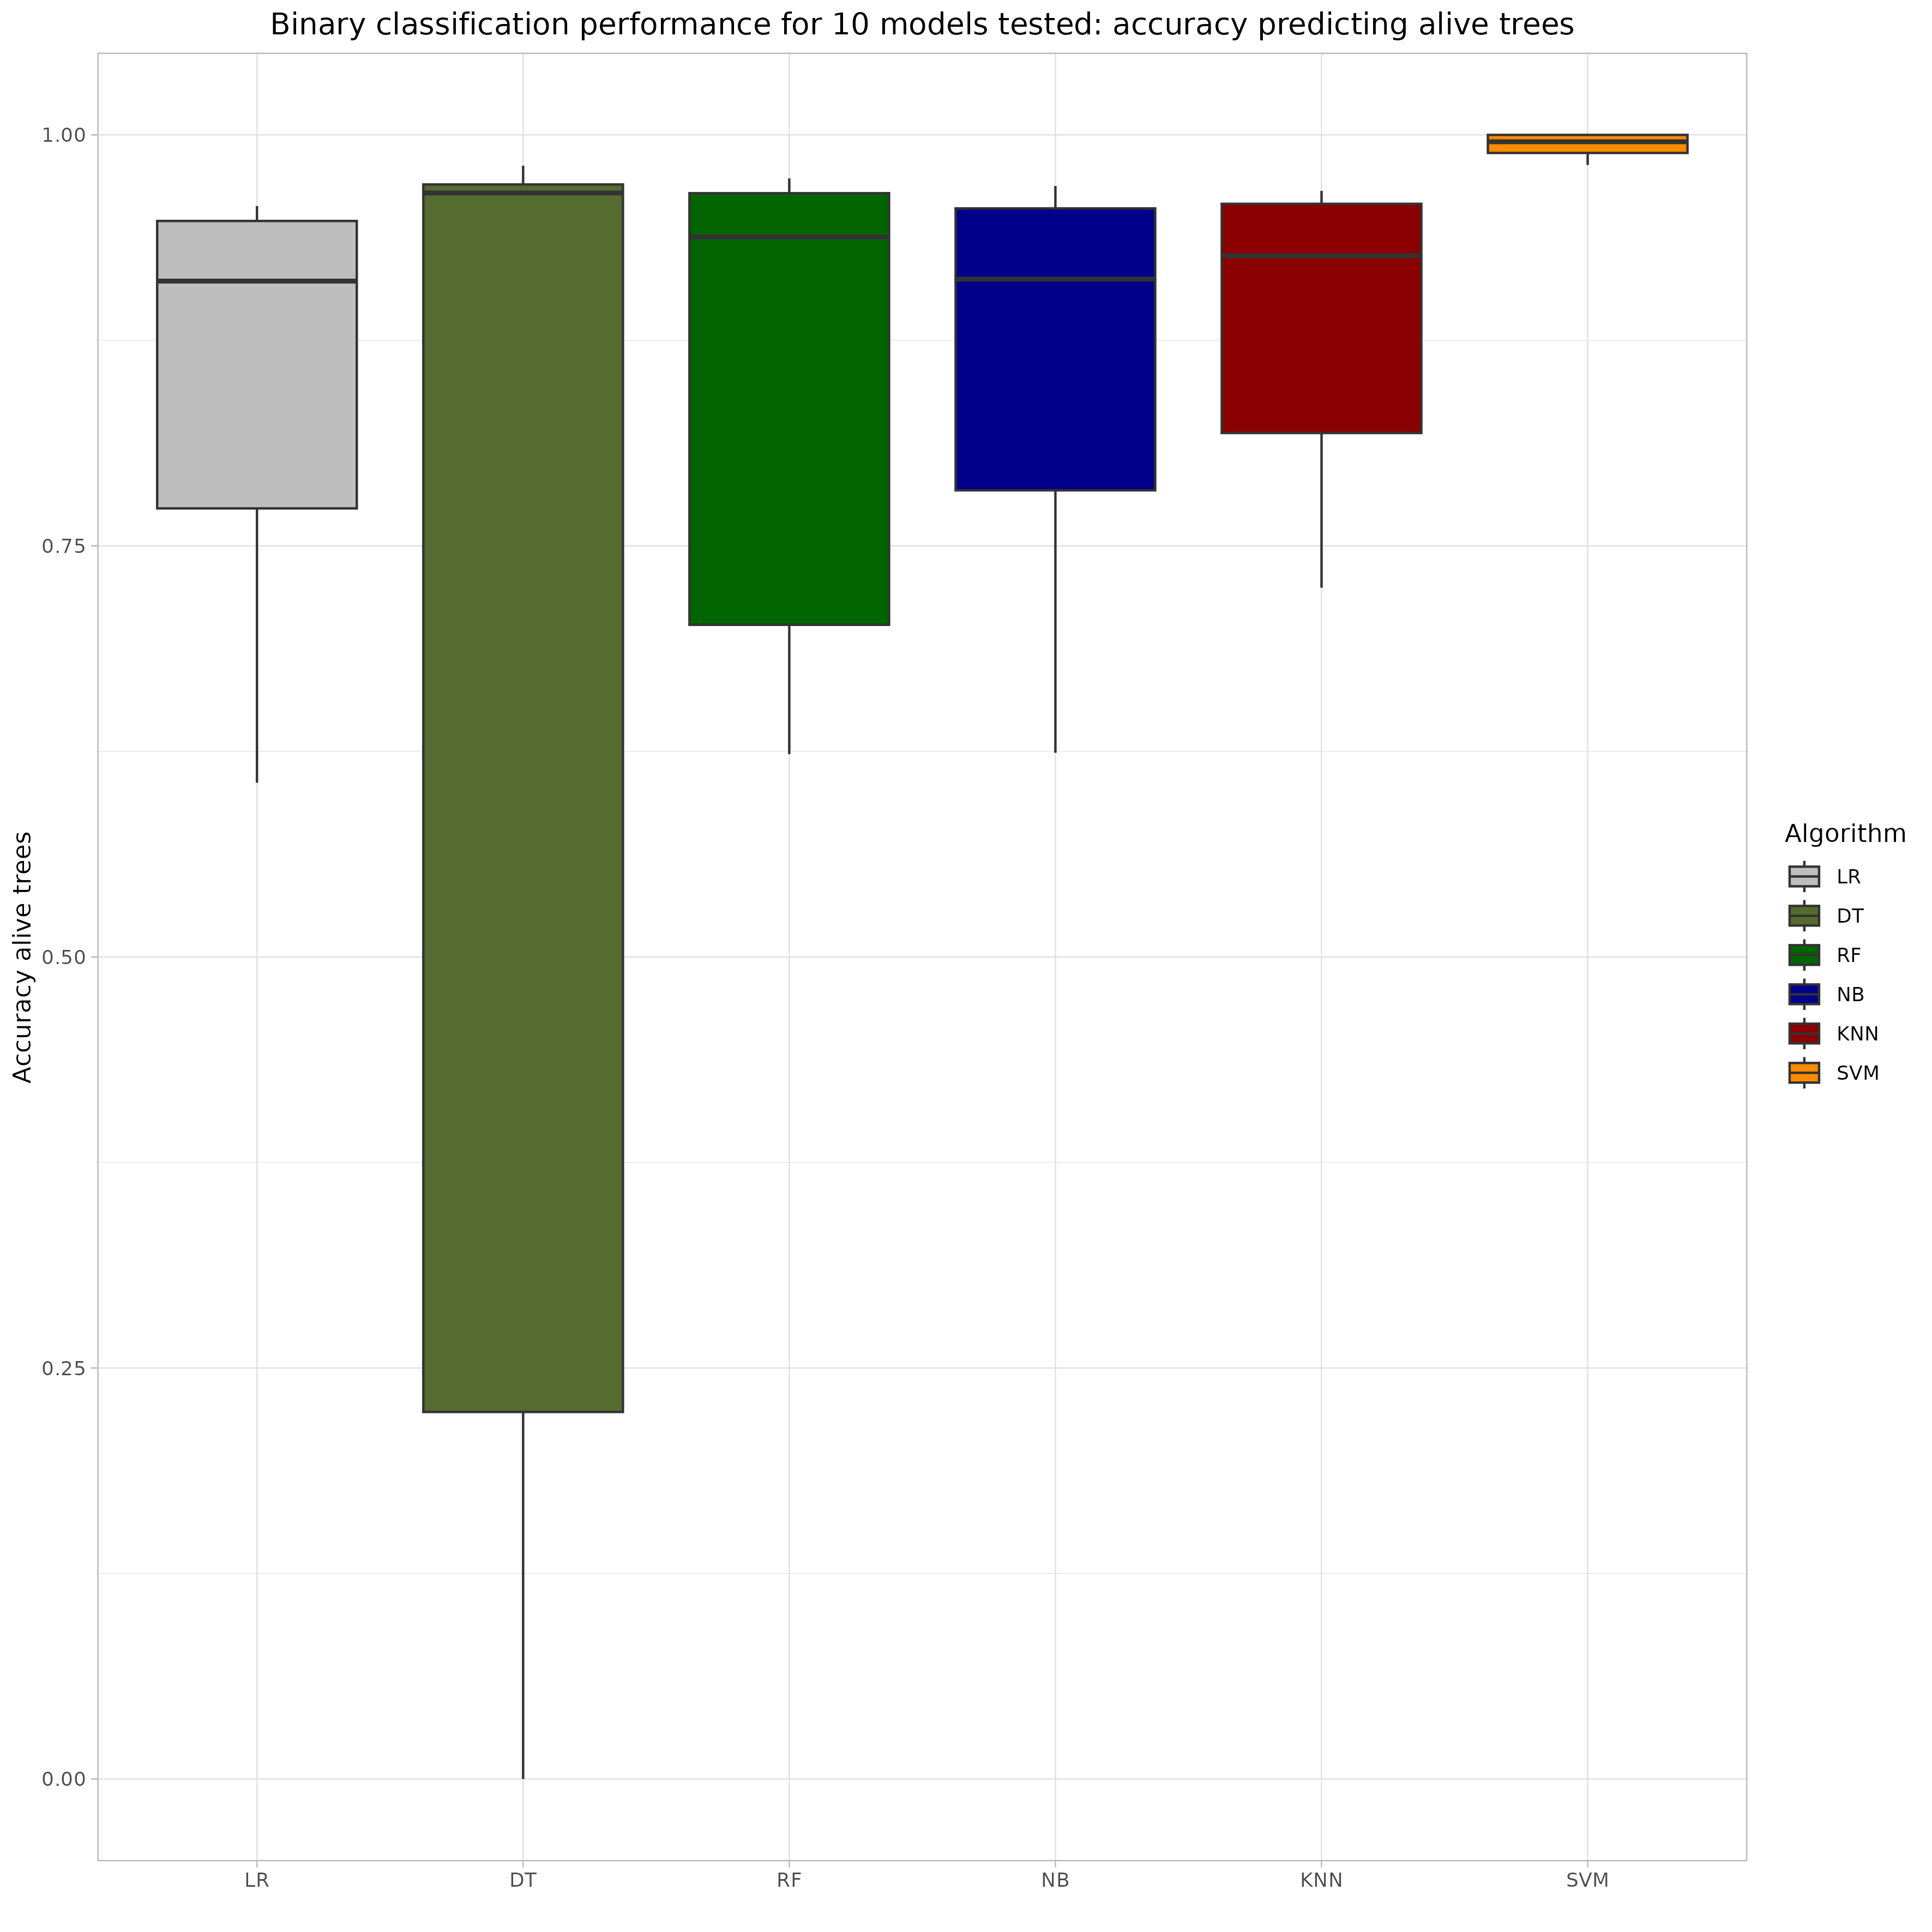 Binary classification performance for 10 models tested: accuracy predicting alive trees
Accuracy alive trees
1.00
0.75
0.50
0.25
0.00
LR
DT
RF
NB
KNN
SVM
Algorithm
LR
DT
RF
NB
KNN
SVM